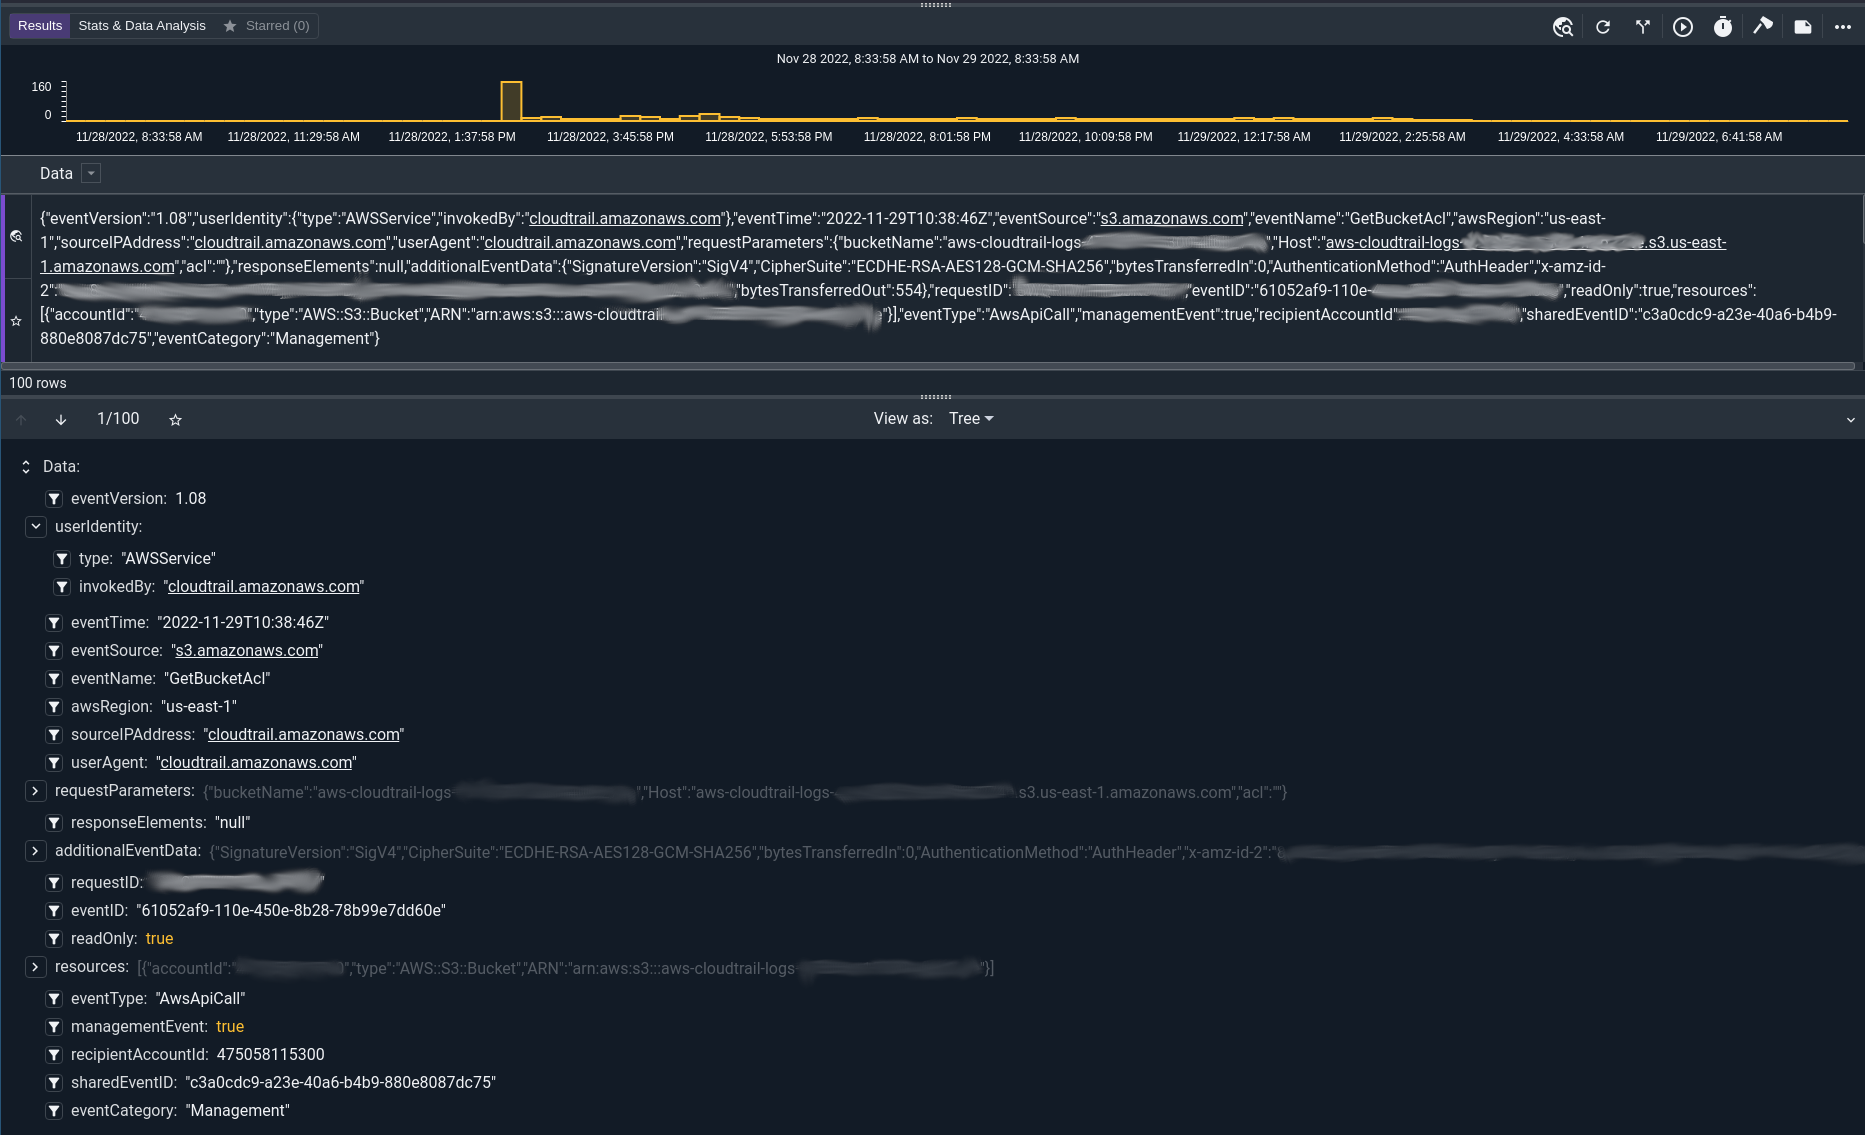 Results Stats & Data Analysis Starred (0)
Nov 28 2022, 8:33:58 AM to Nov 29 2022, 8:33:58 AM
160
0
11/28/2022, 8:33:58 AM 11/28/2022, 11:29:58 AM 11/28/2022, 1:37:58 PM 11/28/2022, 3:45:58 PM 11/28/2022, 5:53:58 PM 11/28/2022, 8:01:58 PM 11/28/2022, 10:09:58 PM 11/29/2022, 12:17:58 AM 11/29/2022, 2:25:58 AM 11/29/2022, 4:33:58 AM 11/29/2022, 6:41:58 AM
Data
{"eventVersion":"1.08","userIdentity":{"type":"AWSService","invokedBy":"cloudtrail.amazonaws.com"},"eventTime":"2022-11-29T10:38:46Z","eventSource":"s3.amazonaws.com","eventName":"GetBucketAcl","awsRegion":"us-east-
1","sourceIPAddress":"cloudtrail.amazonaws.com","userAgent":"cloudtrail.amazonaws.com","requestParameters":{"bucketName":"aws-cloudtrail-logs- ","Host":"aws-cloudtrail-logs- .s3.us-east-
1.amazonaws.com","acl":""},"responseElements":null,"additionalEventData":{"SignatureVersion":"SigV4","CipherSuite":"ECDHE-RSA-AES128-GCM-SHA256","bytesTransferredIn":0,"AuthenticationMethod":"AuthHeader","x-amz-id-
2":" "bytesTransferredOut":554},"requestID": ,"eventID":"61052af9-110e- ","readOnly":true,"resources":
[{"accountId":" ","type":"AWS::S3::Bucket","ARN":"arn:aws:s3:::aws-cloudtrail "}],"eventType":"AwsApiCall","managementEvent":true,"recipientAccountId": ,"sharedEventID":"c3a0cdc9-a23e-40a6-b4b9-
880e8087dc75","eventCategory":"Management"}
100 rows
1/100 View as: Tree
Data:
eventVersion: 1.08
userIdentity:
type: "AWSService"
invokedBy: "cloudtrail.amazonaws.com"
eventTime: "2022-11-29T10:38:46Z"
eventSource: "s3.amazonaws.com"
eventName: "GetBucketAcl"
awsRegion: "us-east-1"
sourceIPAddress: "cloudtrail.amazonaws.com"
userAgent: "cloudtrail.amazonaws.com"
requestParameters: {"bucketName":"aws-cloudtrail-logs- ","Host":"aws-cloudtrail-logs- .s3.us-east-1.amazonaws.com","acl":""}
responseElements: "null"
additionalEventData: {"SignatureVersion":"SigV4","CipherSuite":"ECDHE-RSA-AES128-GCM-SHA256","bytesTransferredIn":0,"AuthenticationMethod":"AuthHeader","x-amz-id-2":"
requestID: "
eventID: "61052af9-110e-450e-8b28-78b99e7dd60e"
readOnly: true
resources: [{"accountId":" ","type":"AWS::S3::Bucket","ARN":"arn:aws:s3:::aws-cloudtrail-logs- "}]
eventType: "AwsApiCall"
managementEvent: true
recipientAccountId: 475058115300
sharedEventID: "c3a0cdc9-a23e-40a6-b4b9-880e8087dc75"
eventCategory: "Management"